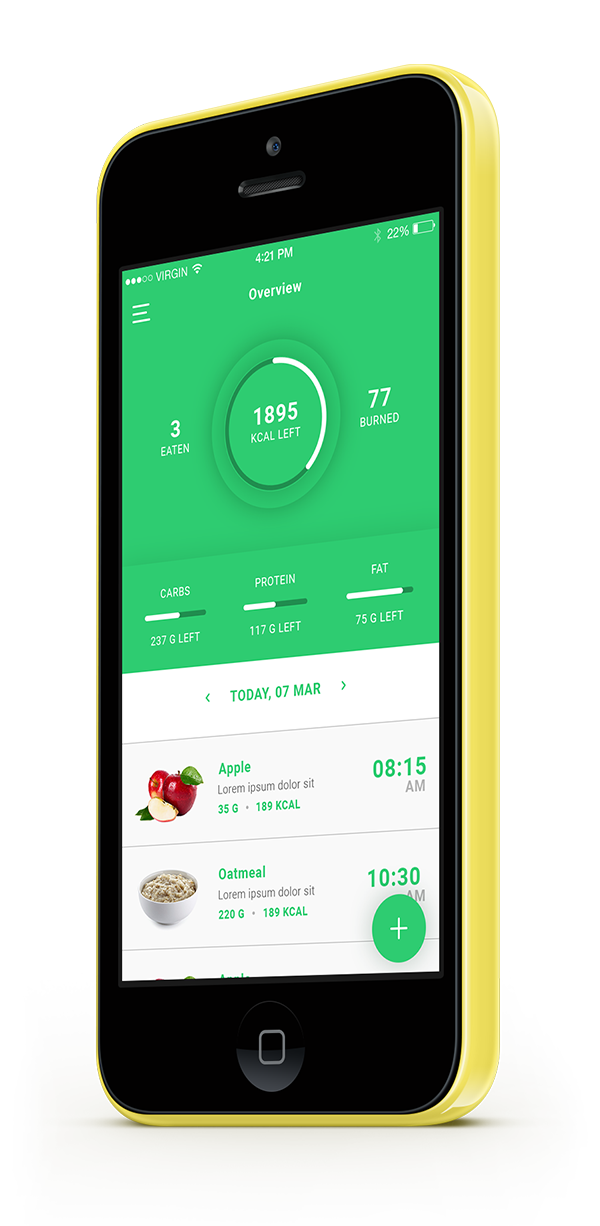 VIRGIN 4:21 PM 22%
Overview
3
EATEN
1895
KCAL LEFT
77
BURNED
CARBS
237 G LEFT
PROTEIN
117 G LEFT
FAT
75 G LEFT
< TODAY, 07 MAR >
Apple
Lorem ipsum dolor sit
35 G • 189 KCAL
08:15
AM
Oatmeal
Lorem ipsum dolor sit
220 G • 189 KCAL
10:30
AM
+